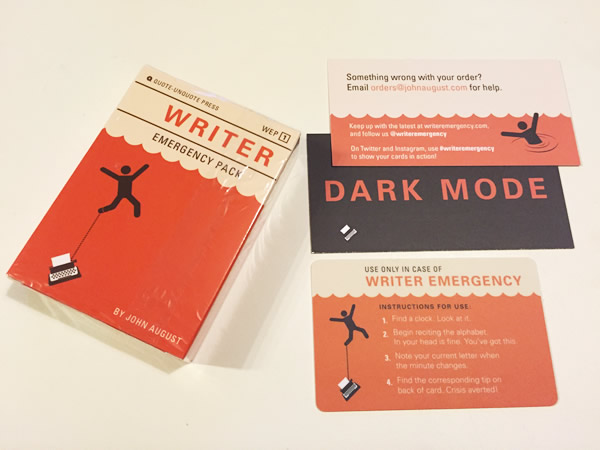 a QUOTE-UNQUOTE PRESS
WEP 1
WRITER
EMERGENCY PACK
BY JOHN AUGUST
Something wrong with your order?
Email orders@johnaugust.com for help.
Keep up with the latest at writeremergency.com,
and follow us @writeremergency
On Twitter and Instagram, use #writeremergency
to show your cards in action!
DARK MODE
USE ONLY IN CASE OF
WRITER EMERGENCY
INSTRUCTIONS FOR USE:
1. Find a clock. Look at it.
2. Begin reciting the alphabet.
In your head is fine. You've got this.
3. Note your current letter when
the minute changes.
4. Find the corresponding tip on
back of card. Crisis averted!